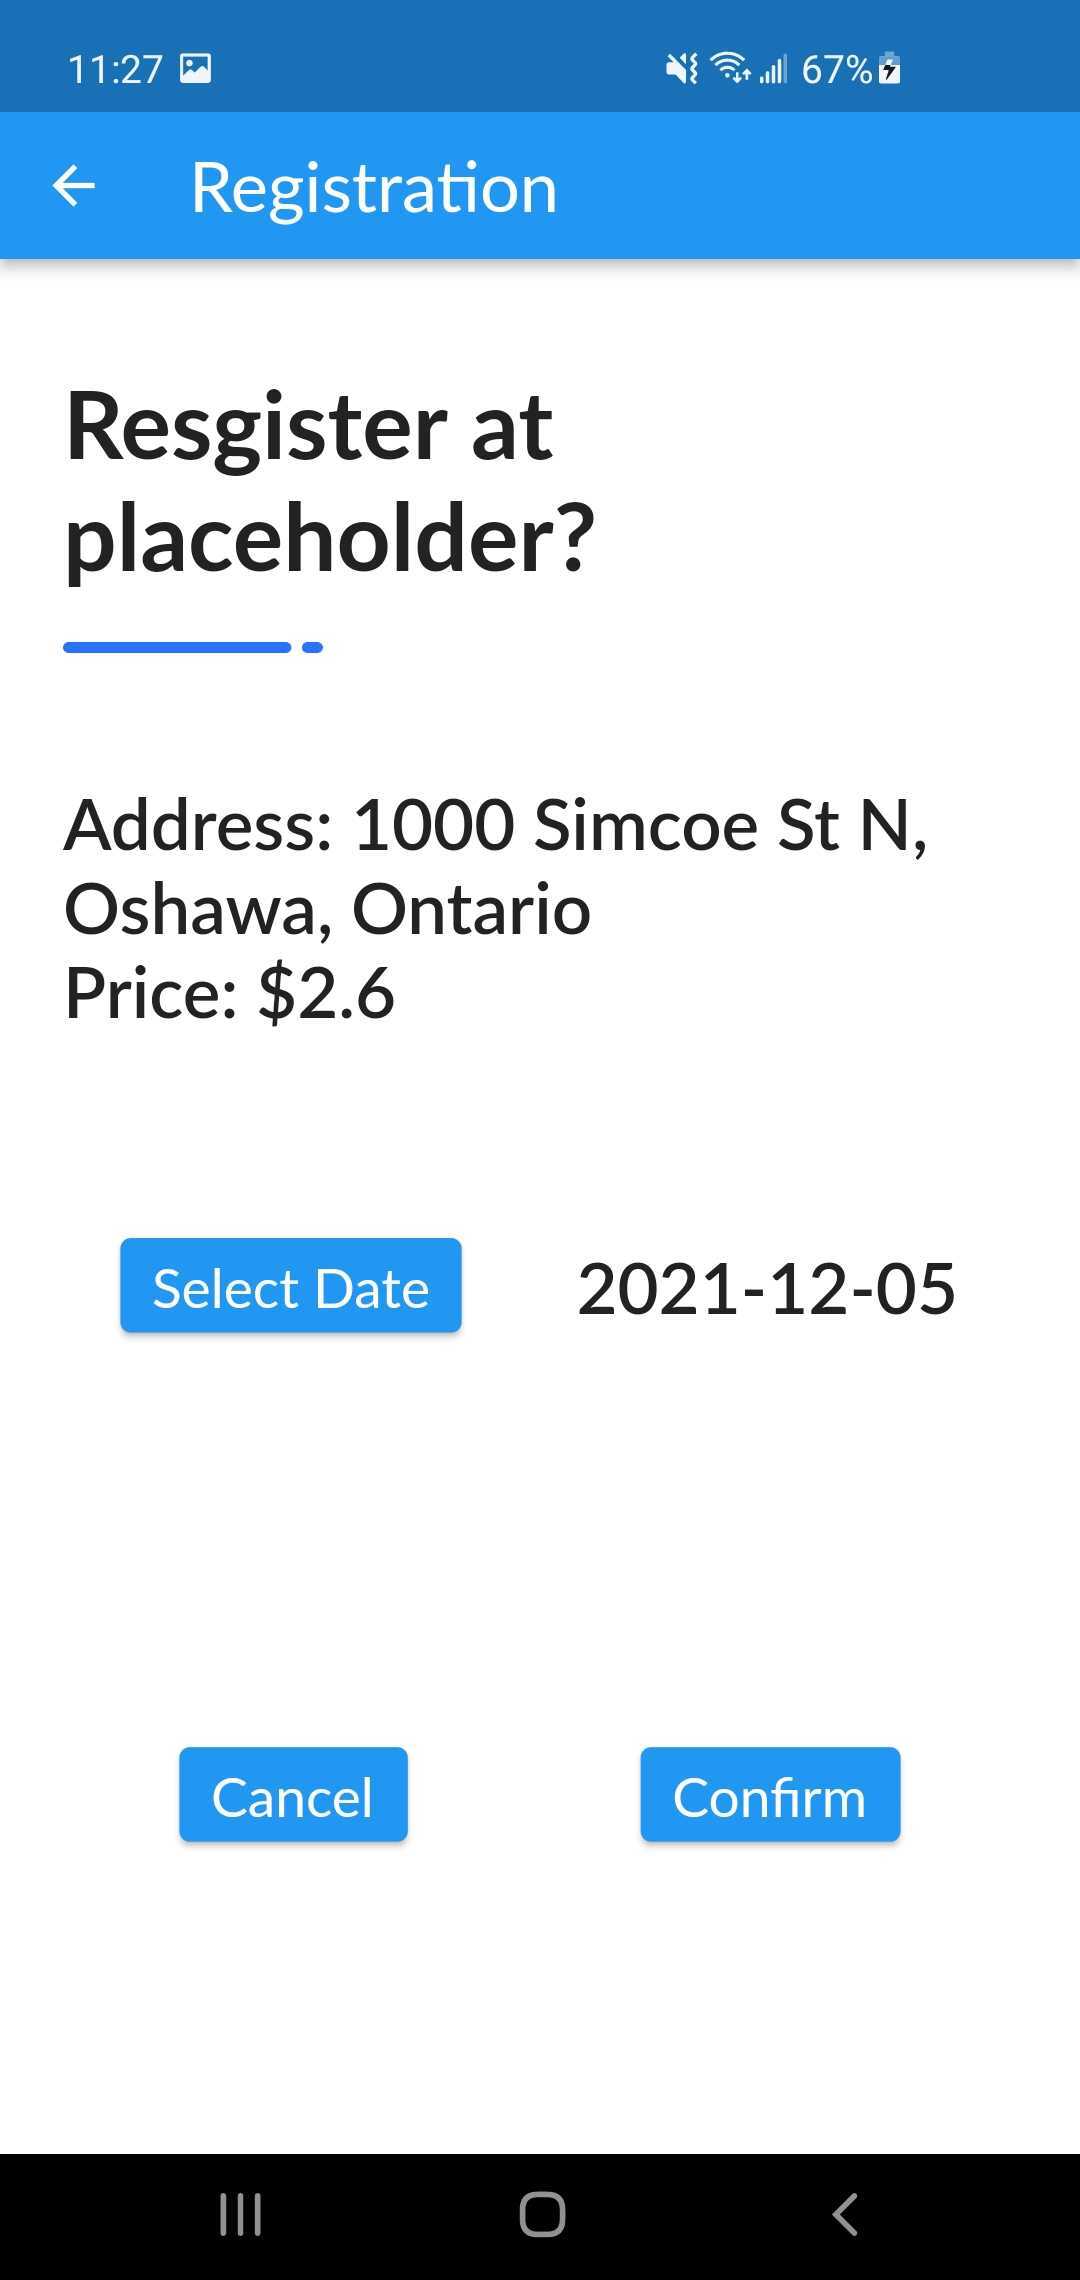 11:27 67%
Registration
Resgister at
placeholder?
Address: 1000 Simcoe St N,
Oshawa, Ontario
Price: $2.6
Select Date 2021-12-05
Cancel Confirm